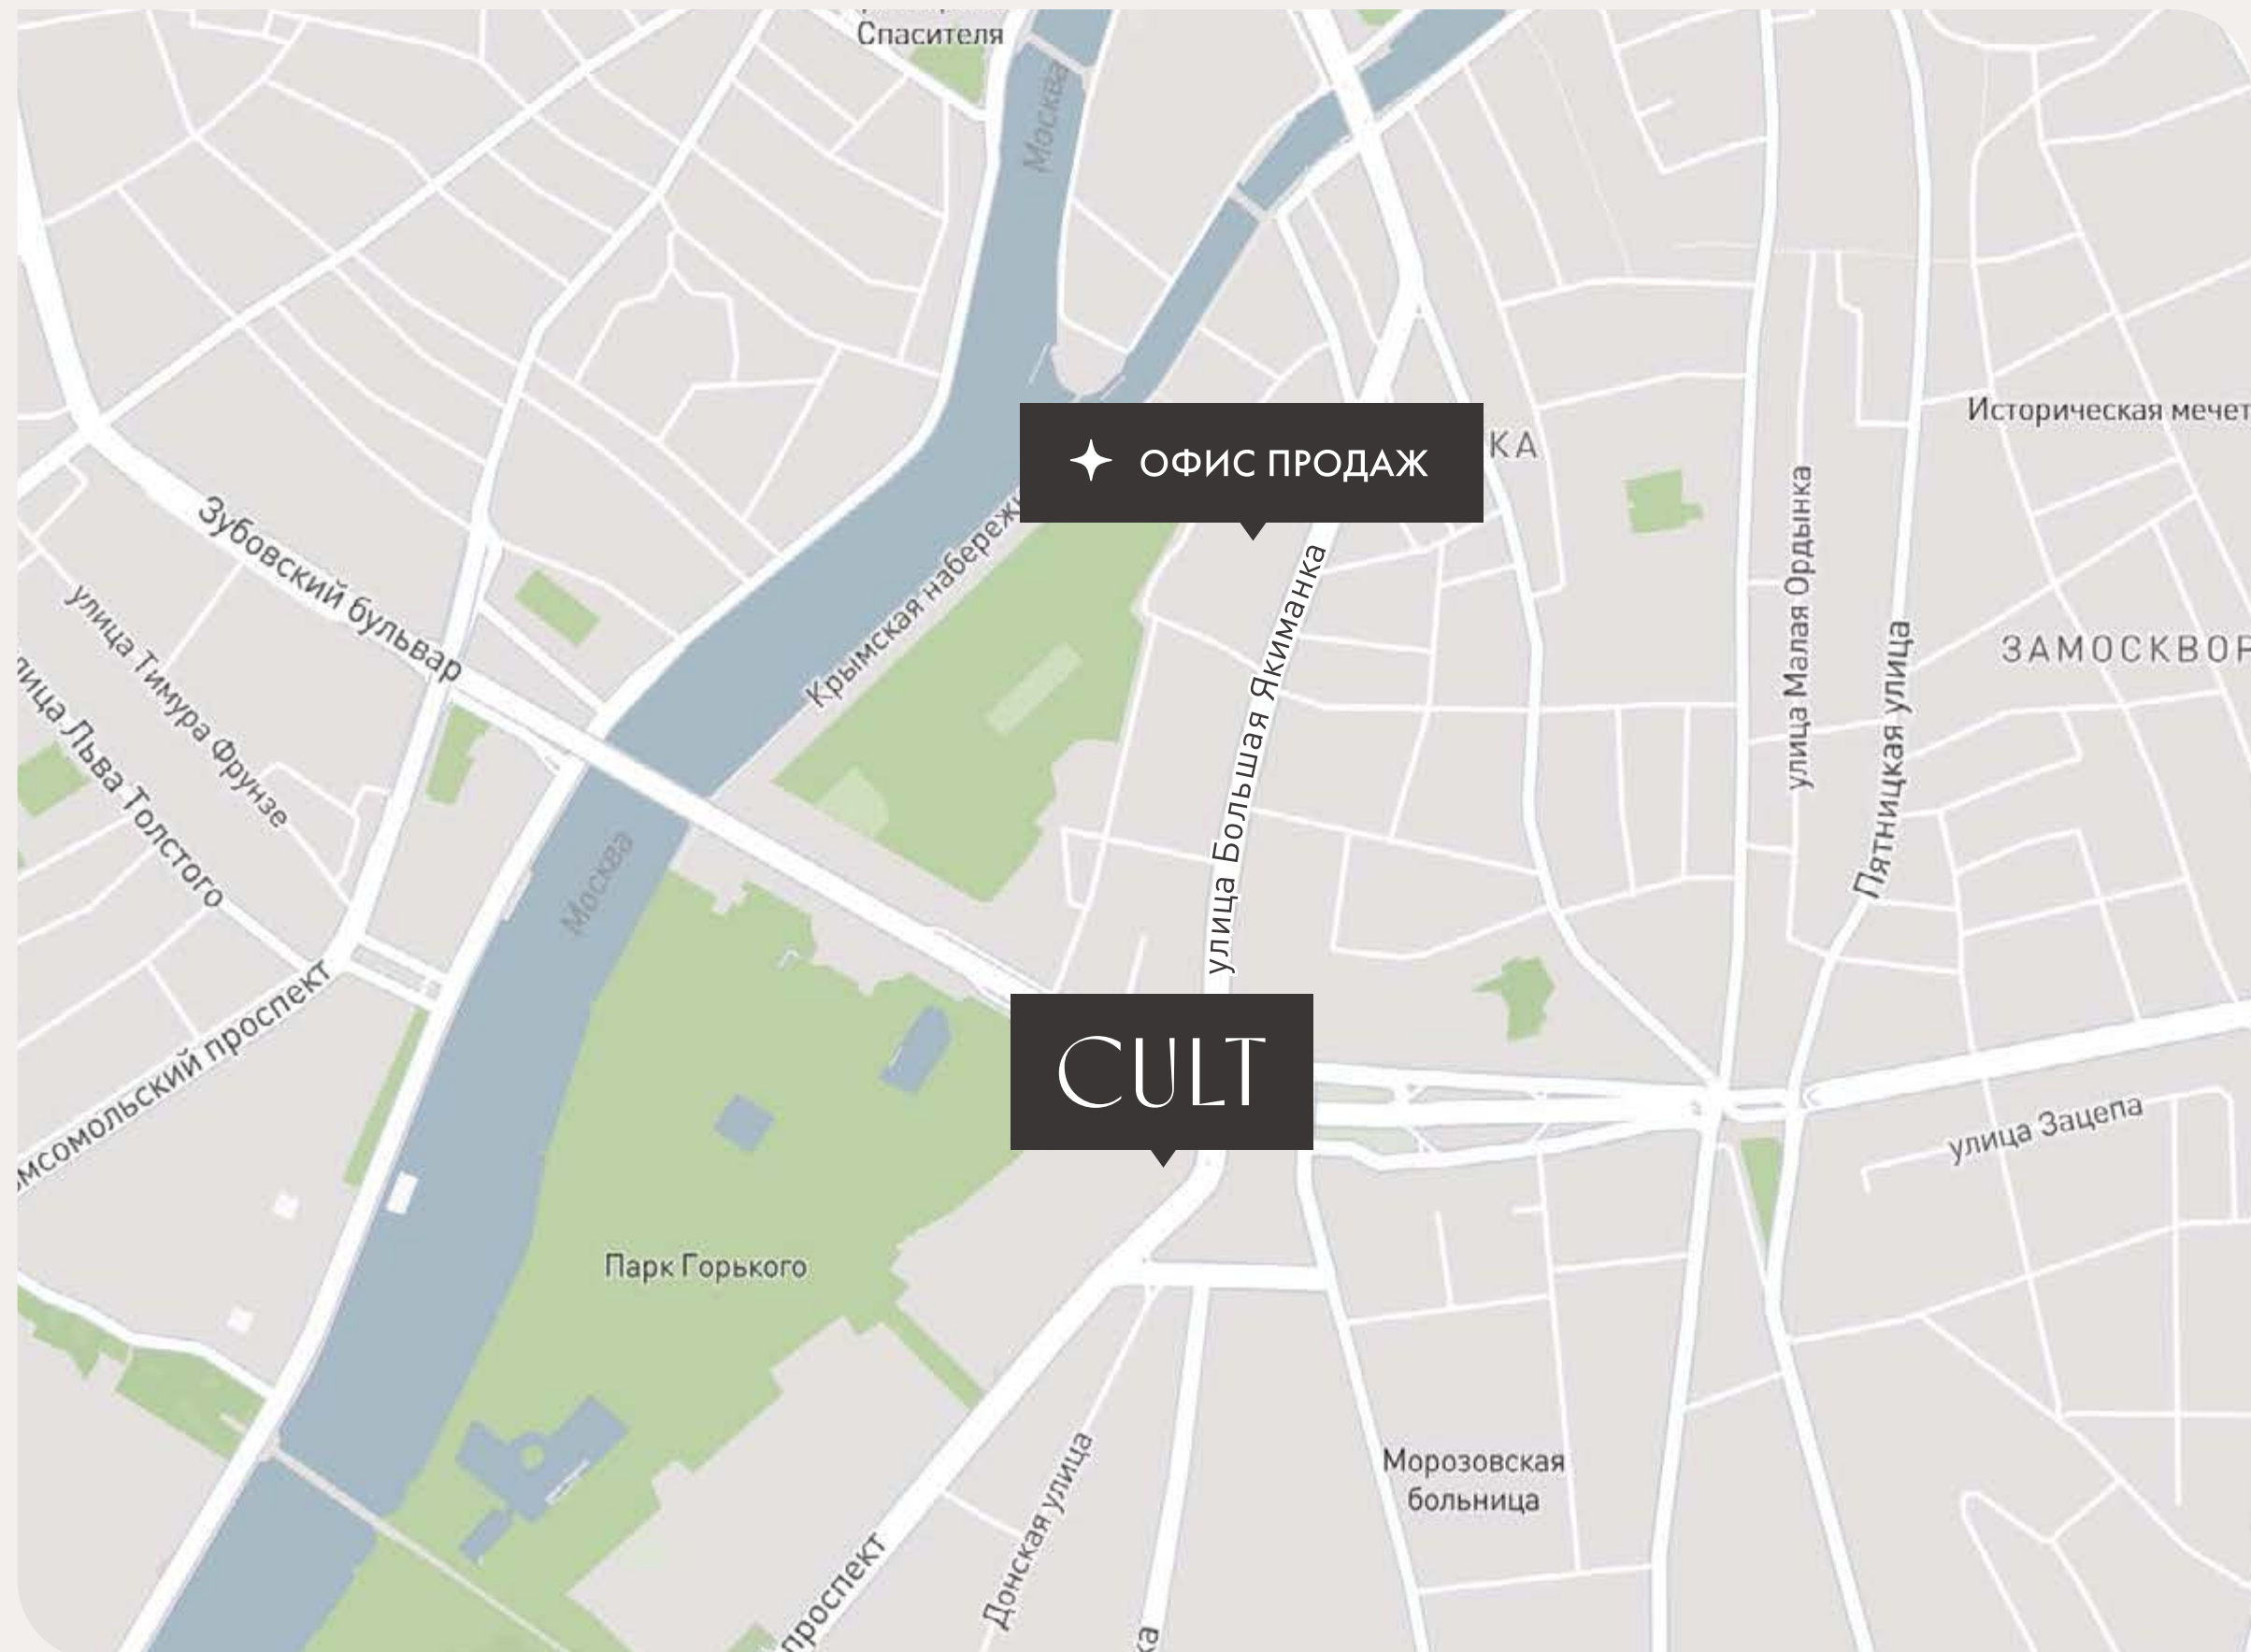 Спасителя
Москва
ОФИС ПРОДАЖ
КА
Историческая мечет
Зубовский бульвар
Крымская набережн
улица Большая Якиманка
улица Малая Ордынка
Пятницкая улица
ЗАМОСКВОР
улица Тимура Фрунзе
лица Льва Толстого
Москва
мсомольский проспект
CULT
улица Зацепа
Парк Горького
Морозовская
больница
Донская улица
проспект
ка